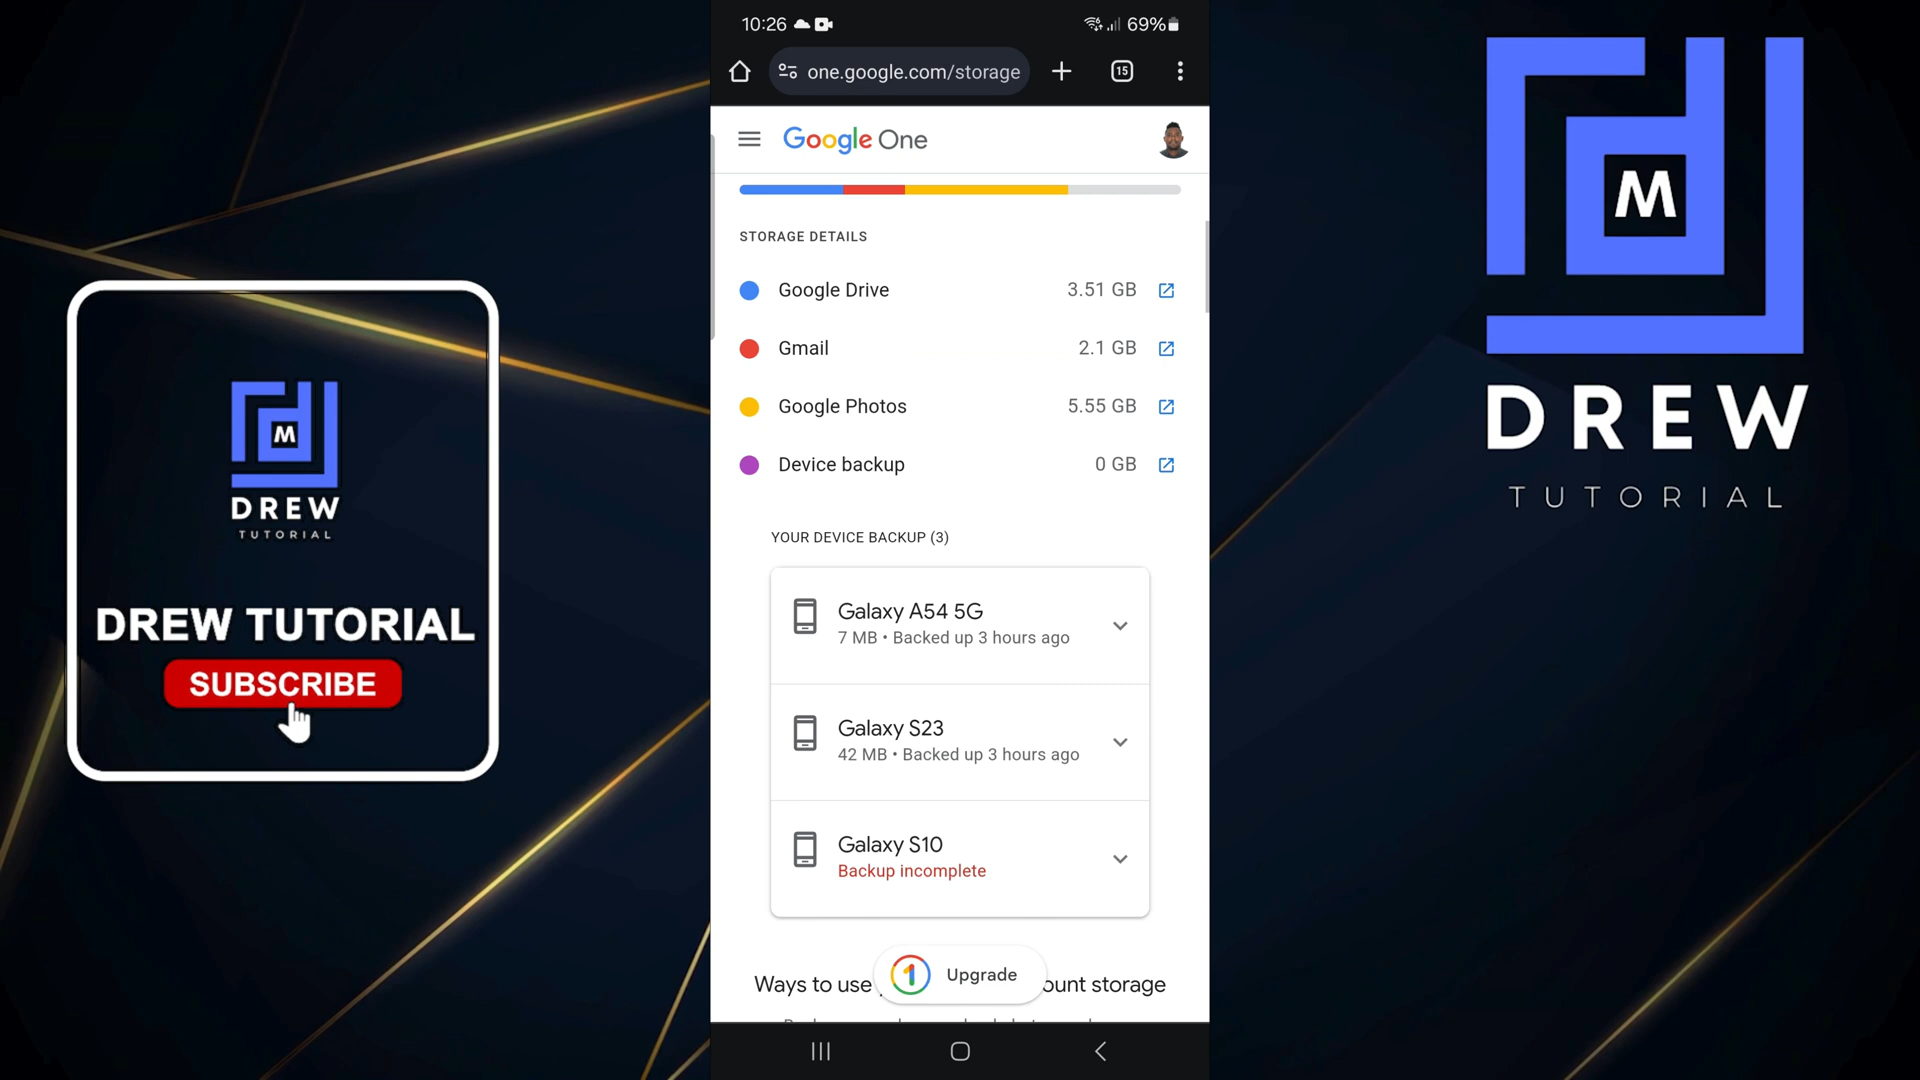 10:26
69%
one.google.com/storage
15
Google One
STORAGE DETAILS
Google Drive 3.51 GB
Gmail 2.1 GB
Google Photos 5.55 GB
Device backup 0 GB
YOUR DEVICE BACKUP (3)
Galaxy A54 5G
7 MB • Backed up 3 hours ago
Galaxy S23
42 MB • Backed up 3 hours ago
Galaxy S10
Backup incomplete
1 Upgrade
Ways to use
ount storage
M
DREW
TUTORIAL
DREW TUTORIAL
SUBSCRIBE
M
DREW
TUTORIAL